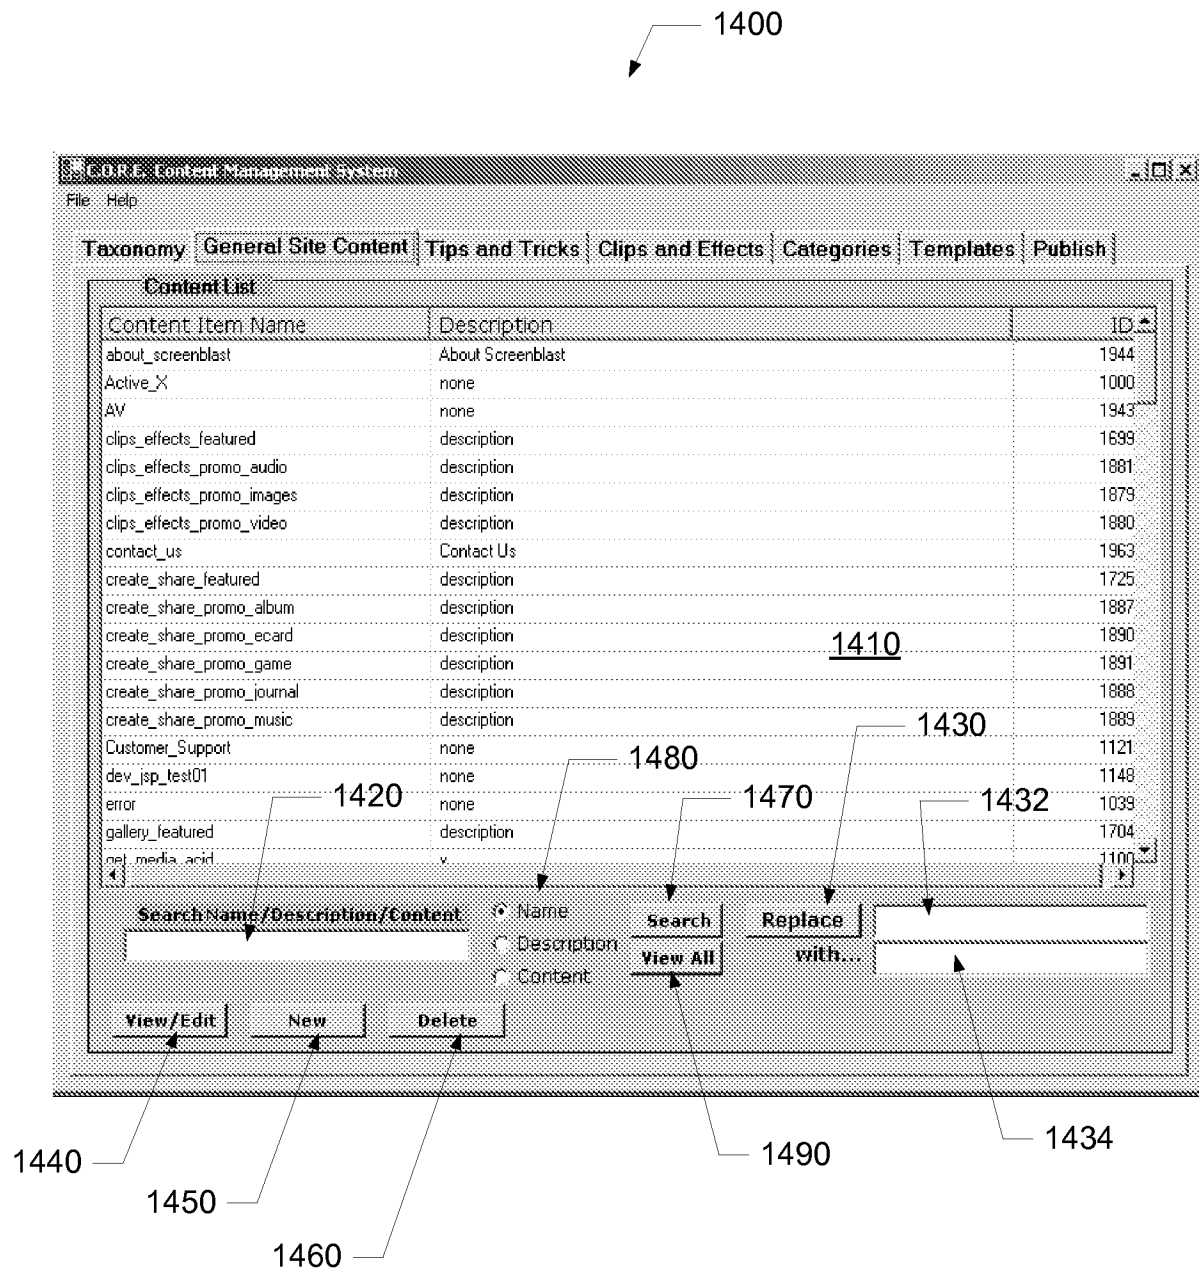 1400
C.O.R.E. Content Management System
File Help
Taxonomy General Site Content Tips and Tricks Clips and Effects Categories Templates Publish
Content List
Content Item Name Description ID
about_screenblast About Screenblast 1944
Active_X none 1000
AV none 1943
clips_effects_featured description 1699
clips_effects_promo_audio description 1881
clips_effects_promo_images description 1879
clips_effects_promo_video description 1880
contact_us Contact Us 1963
create_share_featured description 1725
create_share_promo_album description 1887
create_share_promo_ecard description 1890
1410
create_share_promo_game description 1891
create_share_promo_journal description 1888
create_share_promo_music description 1889
1430
Customer_Support none 1121
1480
dev_jsp_test01 none 1148
1420 1470 1432
error none 1039
gallery_featured description 1704
get_media_acid v 1100
Search Name/Description/Content
Name
Description
Content
Search
View All
Replace
with...
View/Edit New Delete
1434
1490
1440
1450
1460